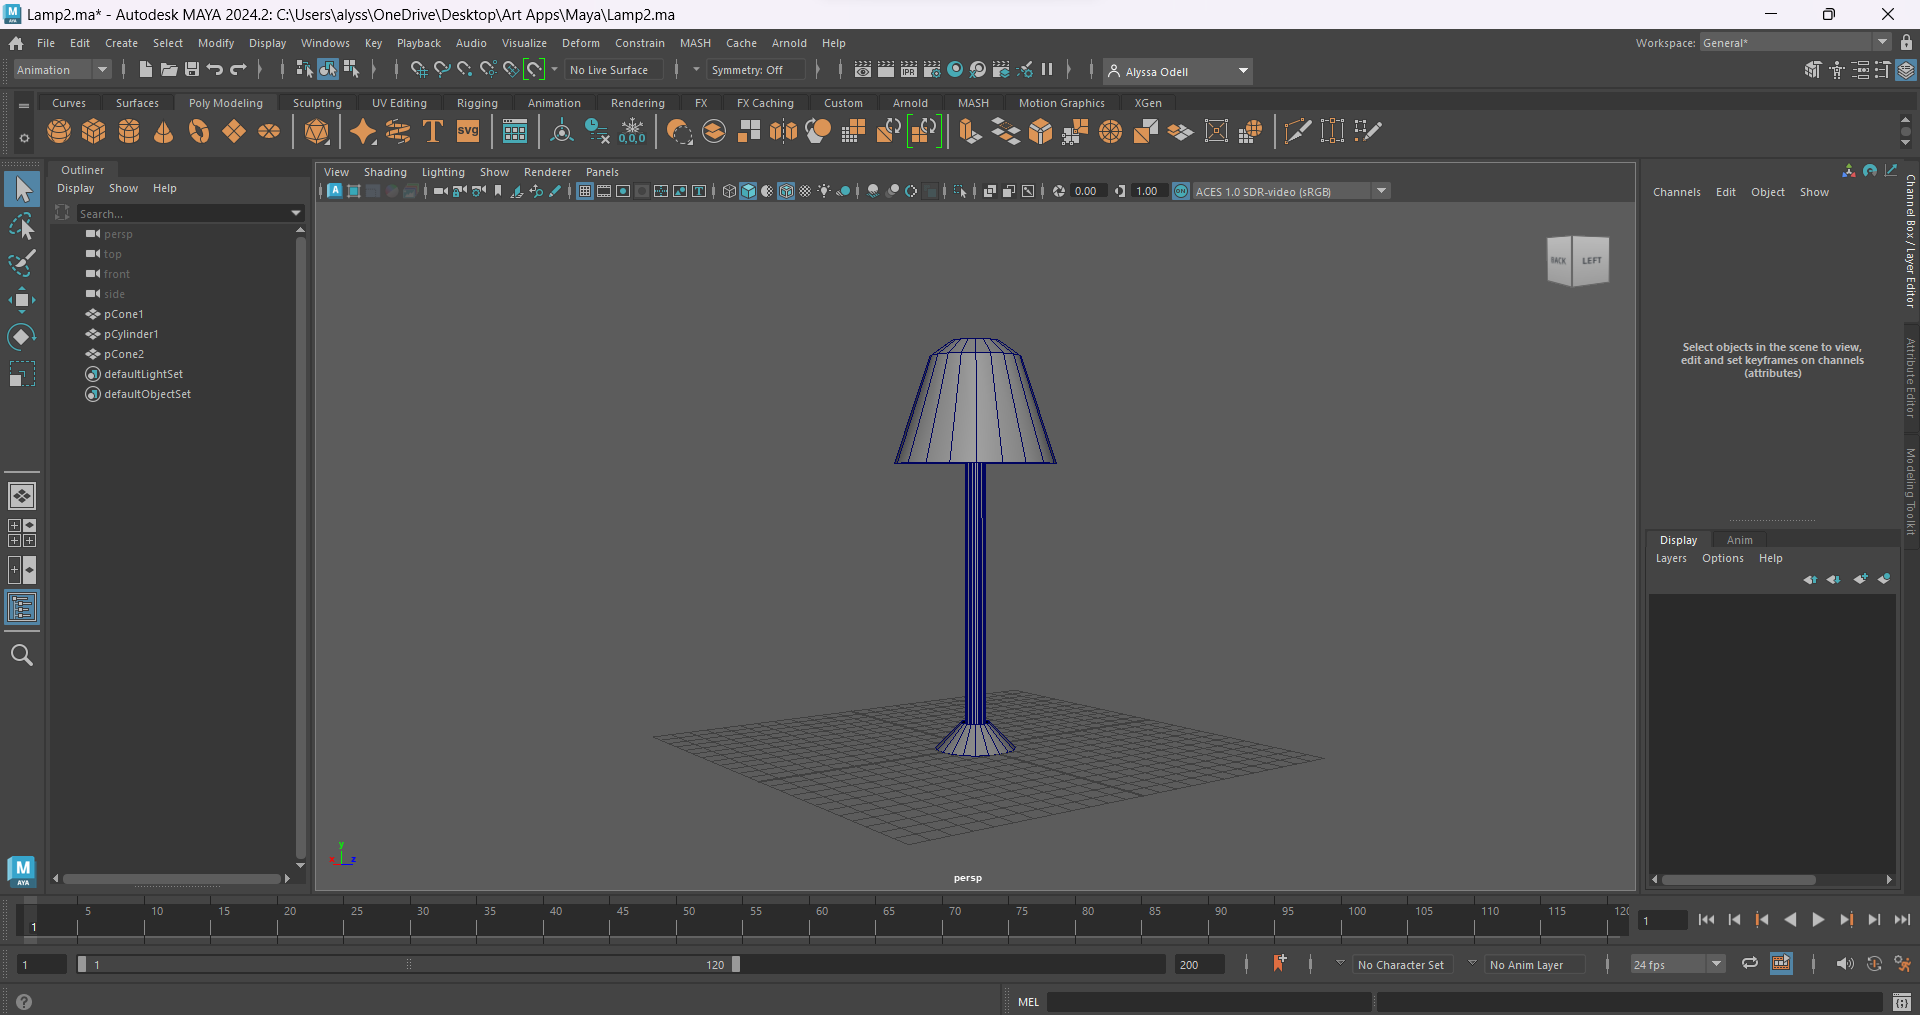 Lamp2.ma* - Autodesk MAYA 2024.2: C:\Users\alyss\OneDrive\Desktop\Art Apps\Maya\Lamp2.ma
File Edit Create Select Modify Display Windows Key Playback Audio Visualize Deform Constrain MASH Cache Arnold Help
Workspace: General*
Animation
No Live Surface
Symmetry: Off
IPR
Alyssa Odell
Curves Surfaces Poly Modeling Sculpting UV Editing Rigging Animation Rendering FX FX Caching Custom Arnold MASH Motion Graphics XGen
T
svg
0,0,0
Outliner
Display Show Help
Search...
persp
top
front
side
pCone1
pCylinder1
pCone2
defaultLightSet
defaultObjectSet
View Shading Lighting Show Renderer Panels
0.00
1.00
ON
ACES 1.0 SDR-video (sRGB)
BACK
LEFT
y
z
persp
Channels Edit Object Show
Select objects in the scene to view,
edit and set keyframes on channels
(attributes)
Channel Box / Layer Editor
Attribute Editor
Modeling Toolkit
Display Anim
Layers Options Help
M
AYA
1
5 10 15 20 25 30 35 40 45 50 55 60 65 70 75 80 85 90 95 100 105 110 115 120
1
1
1
120
200
No Character Set
No Anim Layer
24 fps
MEL